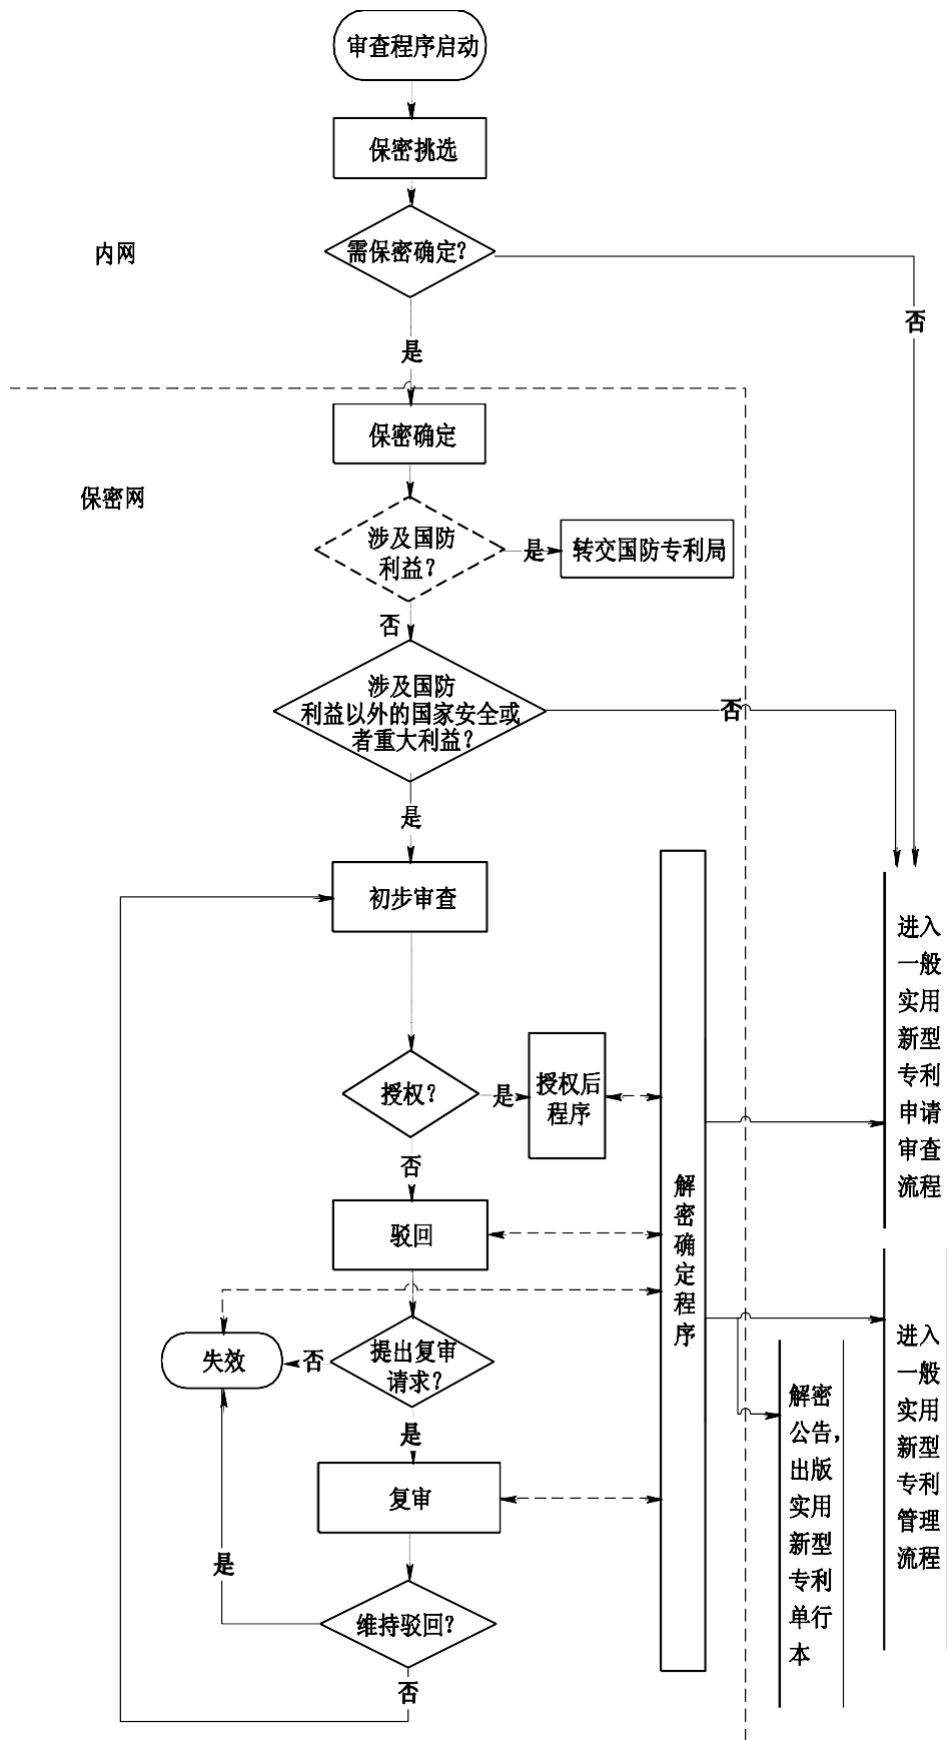 审查程序启动
保密挑选
需保密确定?
内网
否
是
保密确定
保密网
涉及国防
利益?
是
转交国防专利局
否
涉及国防
利益以外的国家安全或
者重大利益?
否
是
初步审查
进入
一般
实用
新型
专利
申请
审查
流程
授权?
是
授权后
程序
否
解
密
确
定
程
序
驳回
失效
否
提出复审
请求?
进入
一般
实用
新型
专利
管理
流程
解密
公告,
出版
实用
新型
专利
单行
本
是
复审
是
维持驳回?
否